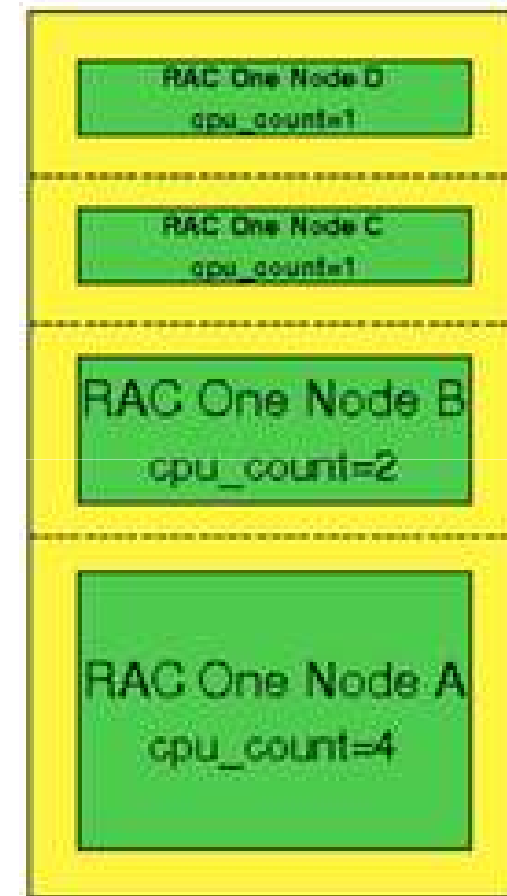 RAC One Node D
cpu_count=1
RAC One Node C
cpu_count=1
RAC One Node B
cpu_count=2
RAC One Node A
cpu_count=4